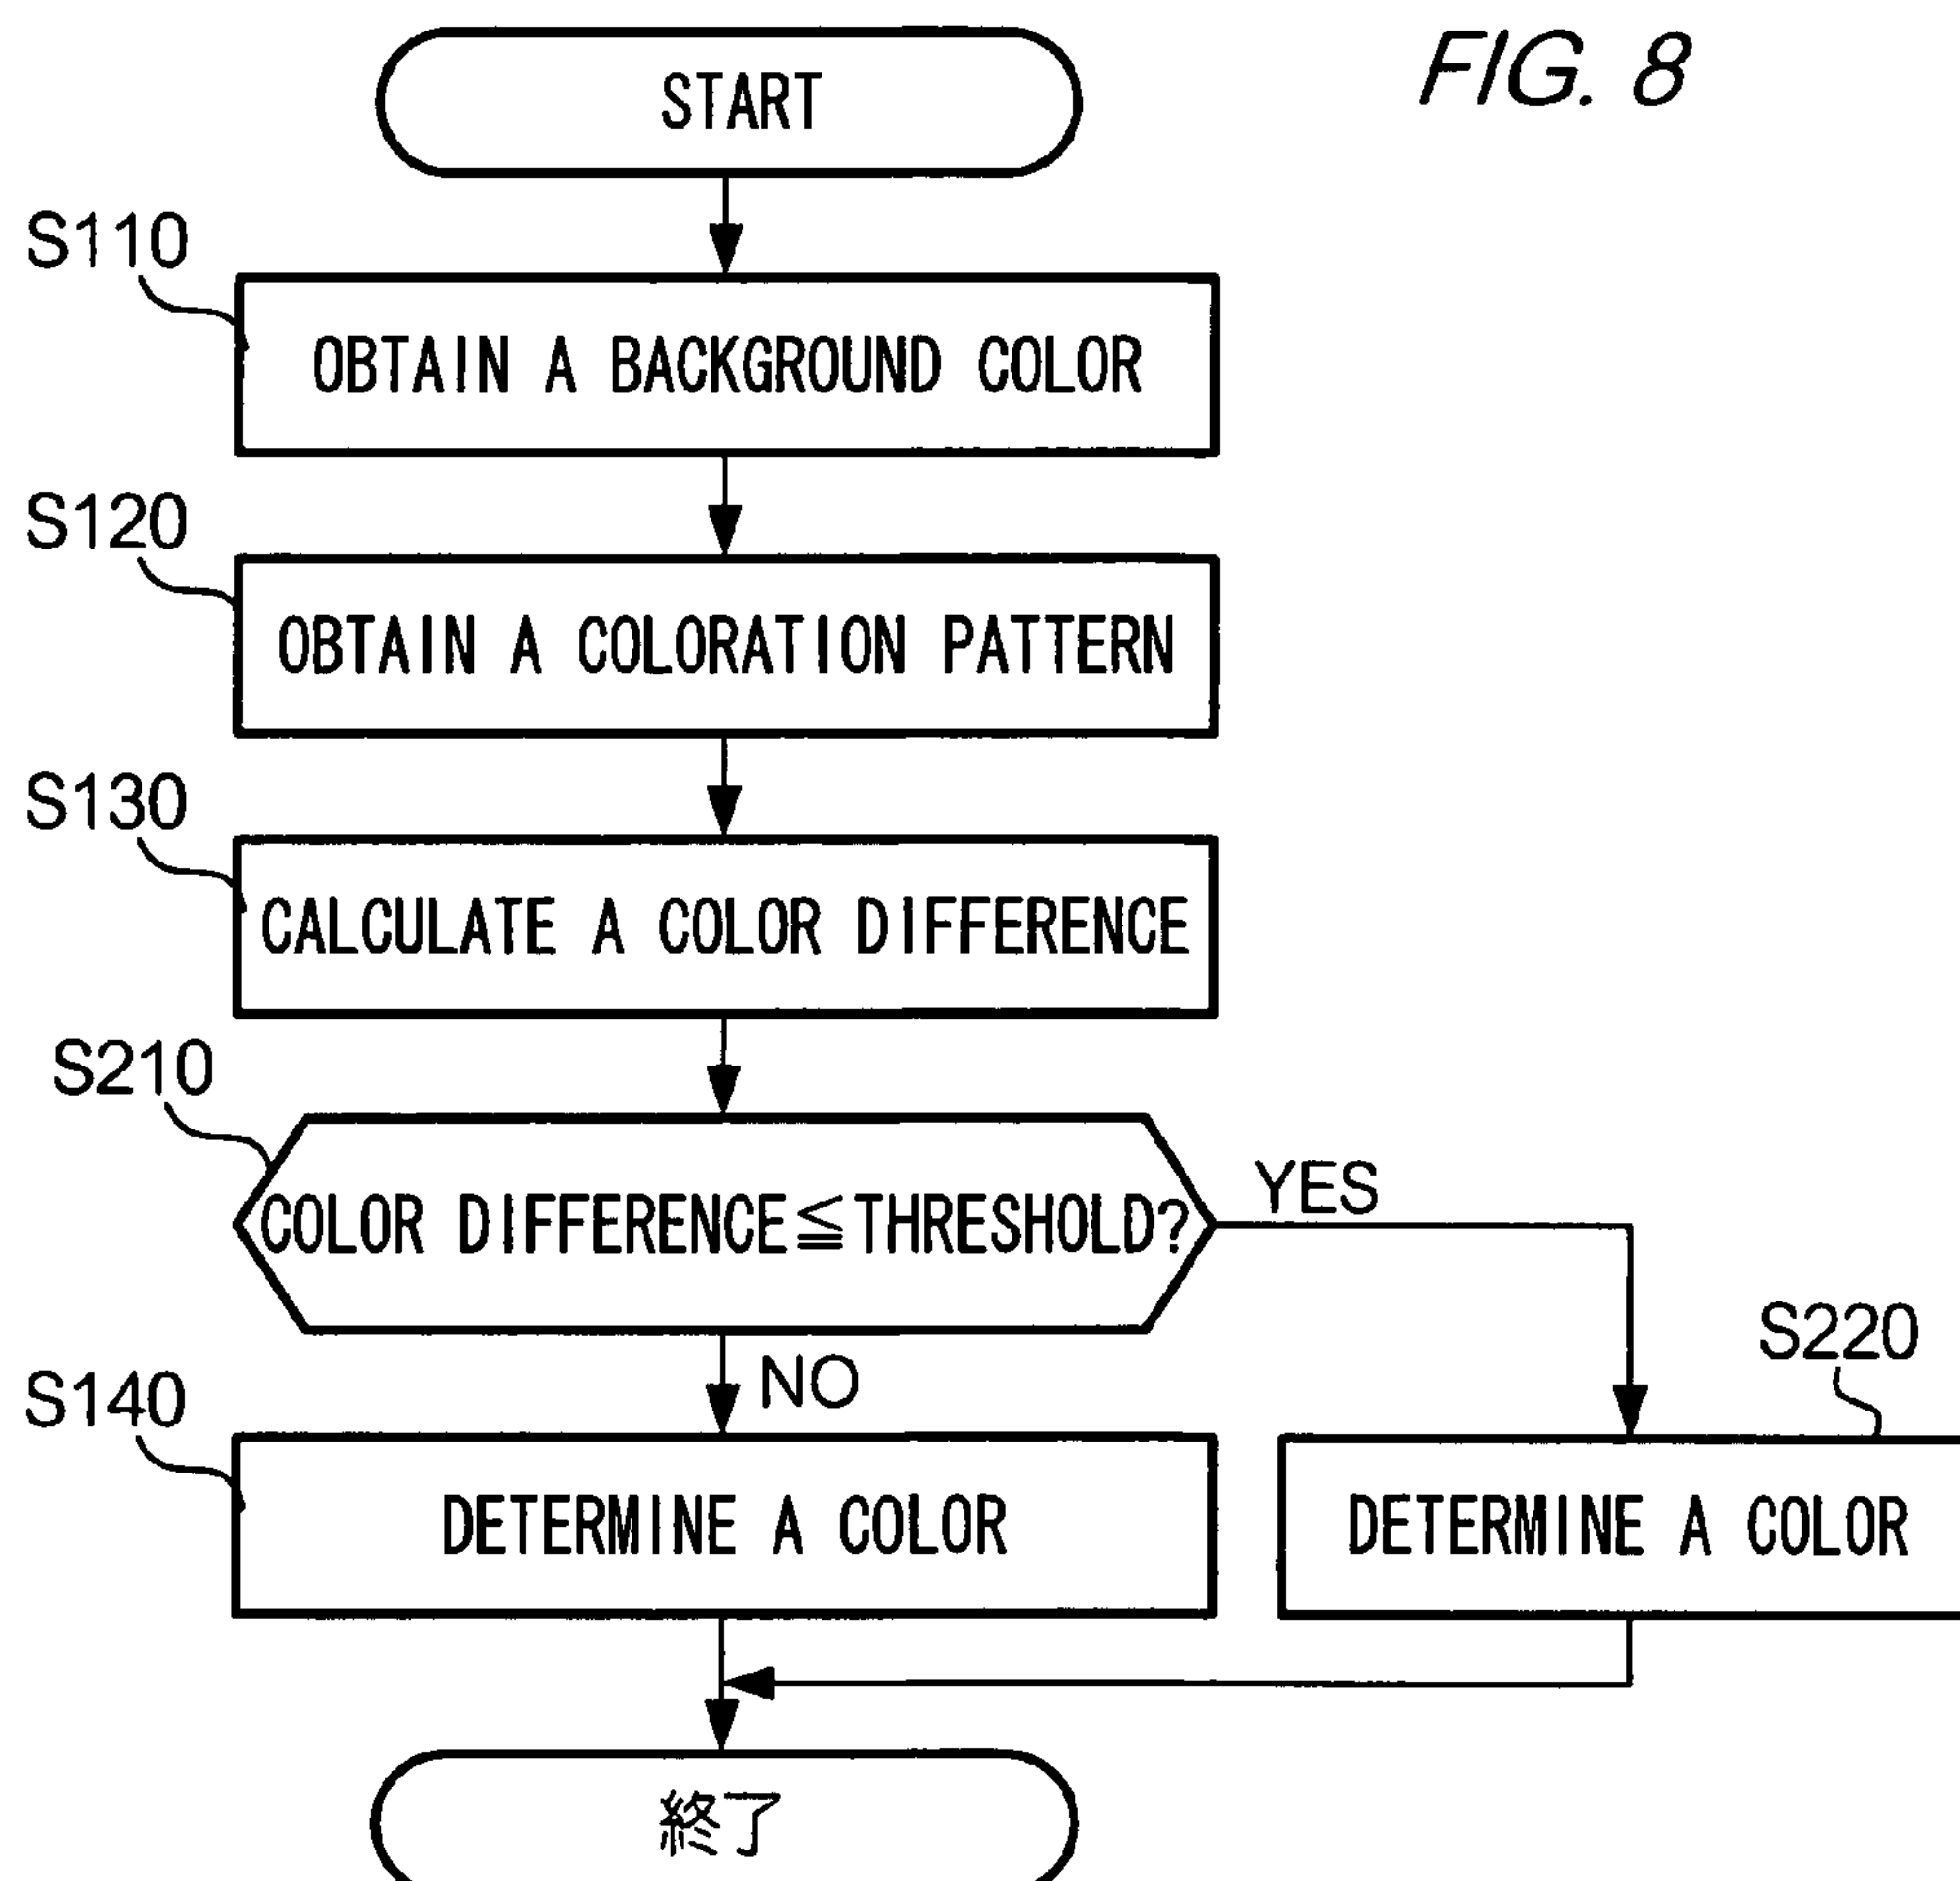 FIG. 8
START
S110
OBTAIN A BACKGROUND COLOR
S120
OBTAIN A COLORATION PATTERN
S130
CALCULATE A COLOR DIFFERENCE
S210
COLOR DIFFERENCE≦THRESHOLD?
YES
NO
S140
DETERMINE A COLOR
S220
DETERMINE A COLOR
終了